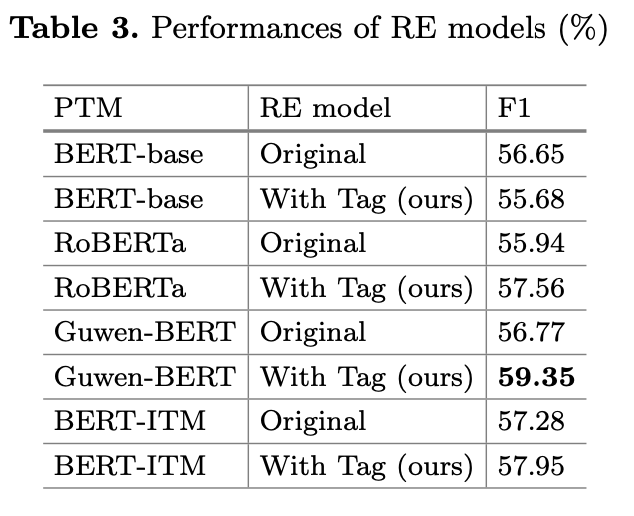 Table 3. Performances of RE models (%)
PTM RE model F1
BERT-base Original 56.65
BERT-base With Tag (ours) 55.68
RoBERTa Original 55.94
RoBERTa With Tag (ours) 57.56
Guwen-BERT Original 56.77
Guwen-BERT With Tag (ours) 59.35
BERT-ITM Original 57.28
BERT-ITM With Tag (ours) 57.95